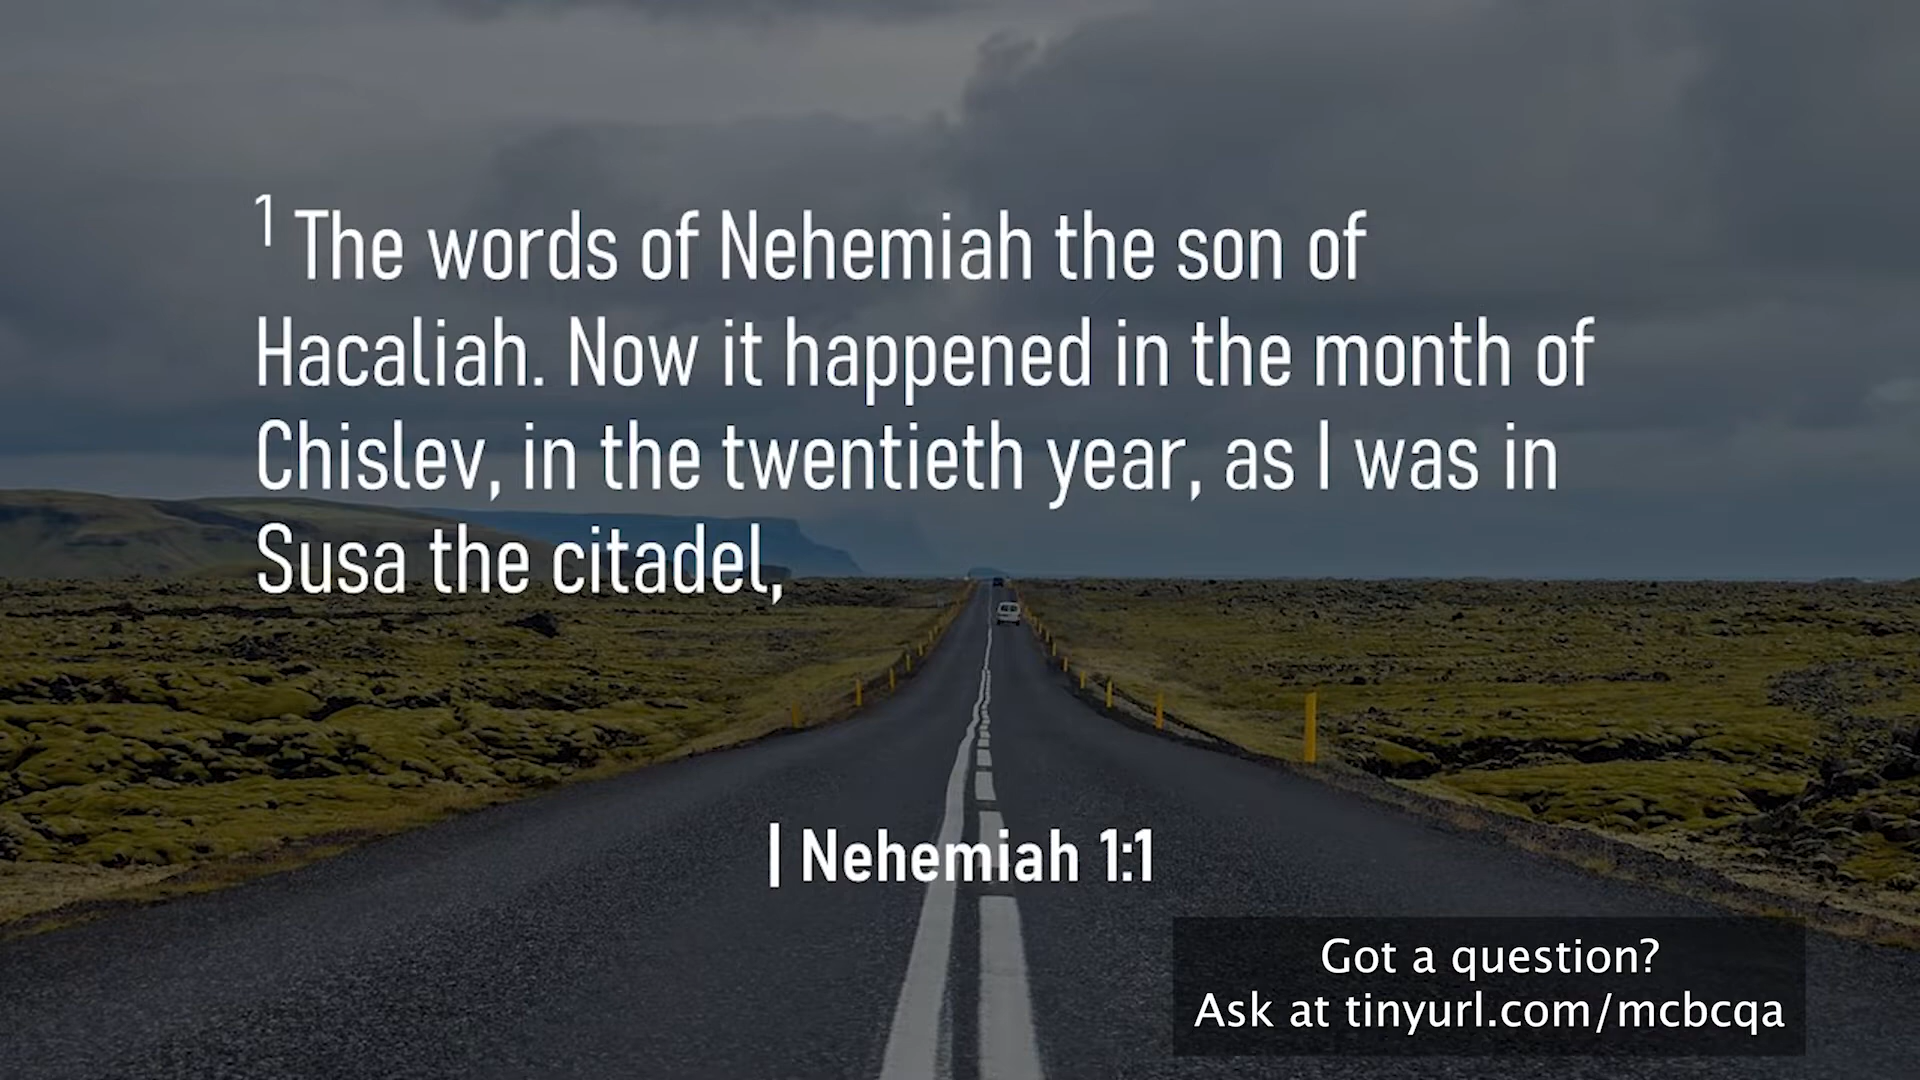 1 The words of Nehemiah the son of
Hacaliah. Now it happened in the month of
Chislev, in the twentieth year, as I was in
Susa the citadel,
| Nehemiah 1:1
Got a question?
Ask at tinyurl.com/mcbcqa